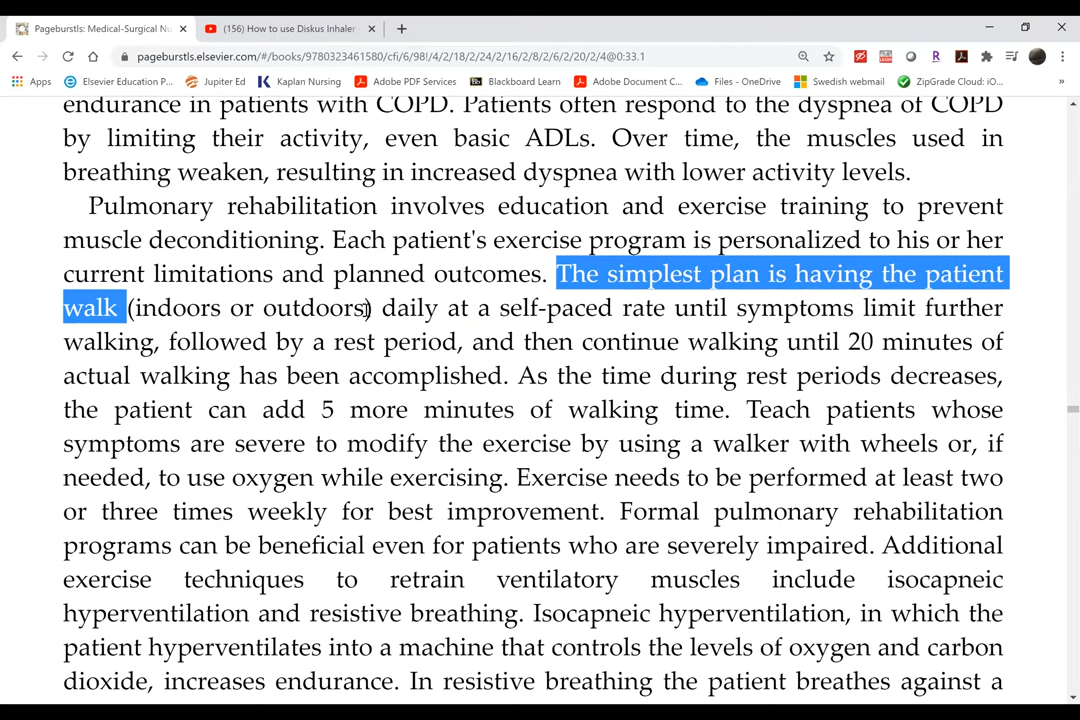 Pageburstls: Medical-Surgical Nu
(156) How to use Diskus Inhaler
pageburstls.elsevier.com/#/books/9780323461580/cfi/6/98!/4/2/18/2/24/2/16/2/8/2/6/2/20/2/4@0:33.1
Apps Elsevier Education P... Jupiter Ed Kaplan Nursing Adobe PDF Services Blackboard Learn Adobe Document C... Files - OneDrive Swedish webmail ZipGrade Cloud: iO... »
endurance in patients with COPD. Patients often respond to the dyspnea of COPD
by limiting their activity, even basic ADLs. Over time, the muscles used in
breathing weaken, resulting in increased dyspnea with lower activity levels.
Pulmonary rehabilitation involves education and exercise training to prevent
muscle deconditioning. Each patient's exercise program is personalized to his or her
current limitations and planned outcomes. The simplest plan is having the patient
walk (indoors or outdoors) daily at a self-paced rate until symptoms limit further
walking, followed by a rest period, and then continue walking until 20 minutes of
actual walking has been accomplished. As the time during rest periods decreases,
the patient can add 5 more minutes of walking time. Teach patients whose
symptoms are severe to modify the exercise by using a walker with wheels or, if
needed, to use oxygen while exercising. Exercise needs to be performed at least two
or three times weekly for best improvement. Formal pulmonary rehabilitation
programs can be beneficial even for patients who are severely impaired. Additional
exercise techniques to retrain ventilatory muscles include isocapneic
hyperventilation and resistive breathing. Isocapneic hyperventilation, in which the
patient hyperventilates into a machine that controls the levels of oxygen and carbon
dioxide, increases endurance. In resistive breathing the patient breathes against a